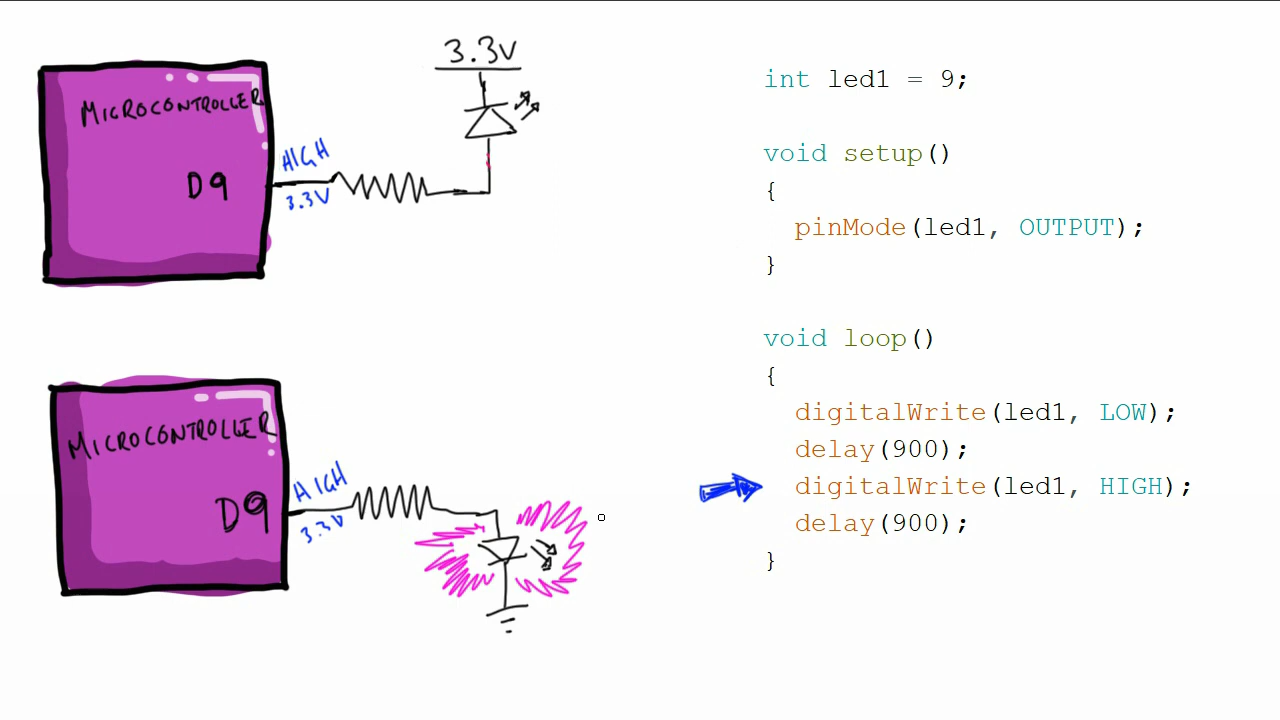 3.3V
MICROCONTROLLER
HIGH
D9
3.3V
MICROCONTROLLER
HIGH
D9
3.3V
int led1 = 9;
void setup()
{
pinMode(led1, OUTPUT);
}
void loop()
{
digitalWrite(led1, LOW);
delay(900);
digitalWrite(led1, HIGH);
delay(900);
}